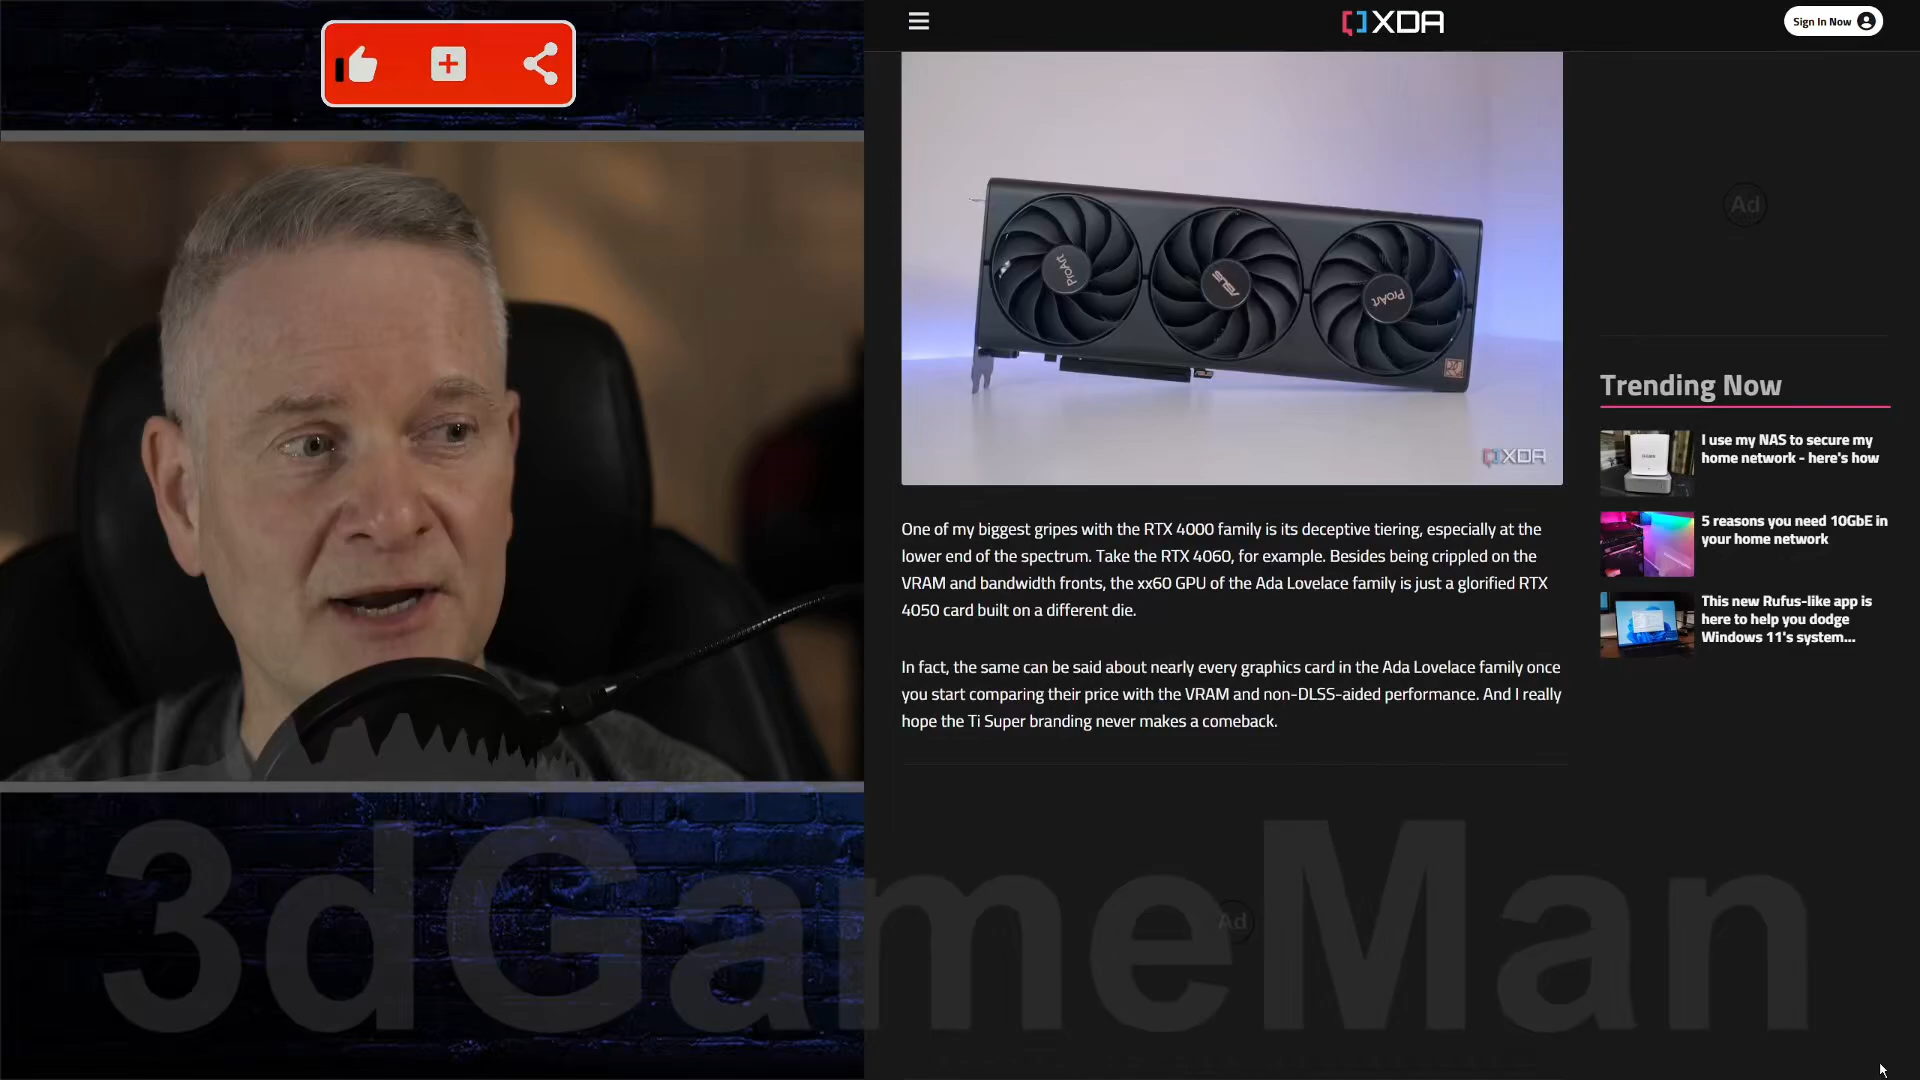 XDA
Sign In Now
ProArt
ASUS
ProArt
XDA
One of my biggest gripes with the RTX 4000 family is its deceptive tiering, especially at the
lower end of the spectrum. Take the RTX 4060, for example. Besides being crippled on the
VRAM and bandwidth fronts, the xx60 GPU of the Ada Lovelace family is just a glorified RTX
4050 card built on a different die.
In fact, the same can be said about nearly every graphics card in the Ada Lovelace family once
you start comparing their price with the VRAM and non-DLSS-aided performance. And I really
hope the Ti Super branding never makes a comeback.
Ad
Trending Now
I use my NAS to secure my
home network - here's how
5 reasons you need 10GbE in
your home network
This new Rufus-like app is
here to help you dodge
Windows 11's system...
Ad
3dGameMan